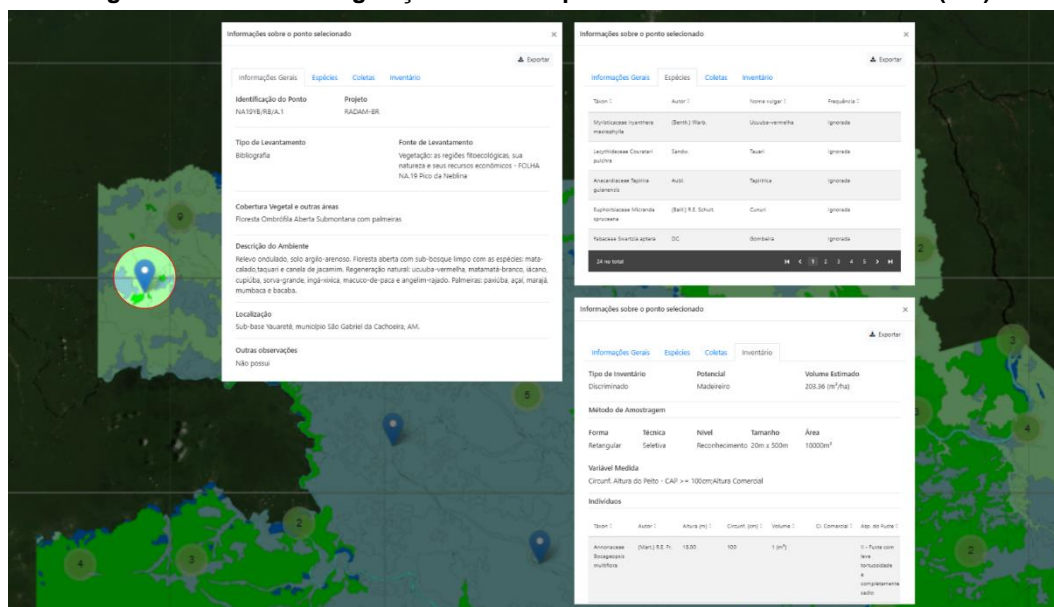 Informações sobre o ponto selecionado ×
Exportar
Informações Gerais Espécies Coletas Inventário
Identificação do Ponto Projeto
NA19YB/RB/A.1 RADAM-BR
Tipo de Levantamento Fonte de Levantamento
Bibliografia Vegetação: as regiões fitoecológicas, sua
natureza e seus recursos econômicos - FOLHA
NA.19 Pico da Neblina
Cobertura Vegetal e outras áreas
Floresta Ombrófila Aberta Submontana com palmeiras
Descrição do Ambiente
Relevo ondulado, solo argilo-arenoso. Floresta aberta com sub-bosque limpo com as espécies: mata-
calado,taquari e canela de jacamim. Regeneração natural: ucuuba-vermelha, matamatá-branco, iácano,
cupiúba, sorva-grande, ingá-xixica, macuco-de-paca e angelim-rajado. Palmeiras: paxiúba, açaí, marajá,
mumbaca e bacaba.
Localização
Sub-base Yauareté, município São Gabriel da Cachoeira, AM.
Outras observações
Não possui
Informações sobre o ponto selecionado ×
Exportar
Informações Gerais Espécies Coletas Inventário
Táxon Autor Nome vulgar Frequência
Myristicaceae Iryanthera (Benth.) Warb. Ucuuba-vermelha Ignorada
macrophylla
Lecythidaceae Couratari Sandw. Tauari Ignorada
pulchra
Anacardiaceae Tapirira Aubl. Tapiririca Ignorada
guianensis
Euphorbiaceae Micranda (Baill.) R.E. Schult. Cunuri Ignorada
spruceana
Fabaceae Swartzia aptera DC. Gombeira Ignorada
24 no total 1 2 3 4 5
Informações sobre o ponto selecionado ×
Exportar
Informações Gerais Espécies Coletas Inventário
Tipo de Inventário Potencial Volume Estimado
Discriminado Madeireiro 203.36 (m³/ha)
Método de Amostragem
Forma Técnica Nível Tamanho Área
Retangular Seletiva Reconhecimento 20m x 500m 10000m²
Variável Medida
Circunf. Altura do Peito - CAP >= 100cm;Altura Comercial
Indivíduos
Táxon Autor Altura (m) Circunf. (cm) Volume Cl. Comercial Asp. do Fuste
Annonaceae (Mart.) R.E. Fr. 18.00 100 1 (m³) II - Fuste com
Bocageopsis leve
multiflora tortuosidade
e
completamente
sadio
9
2
5
3
4
2
3
4
2